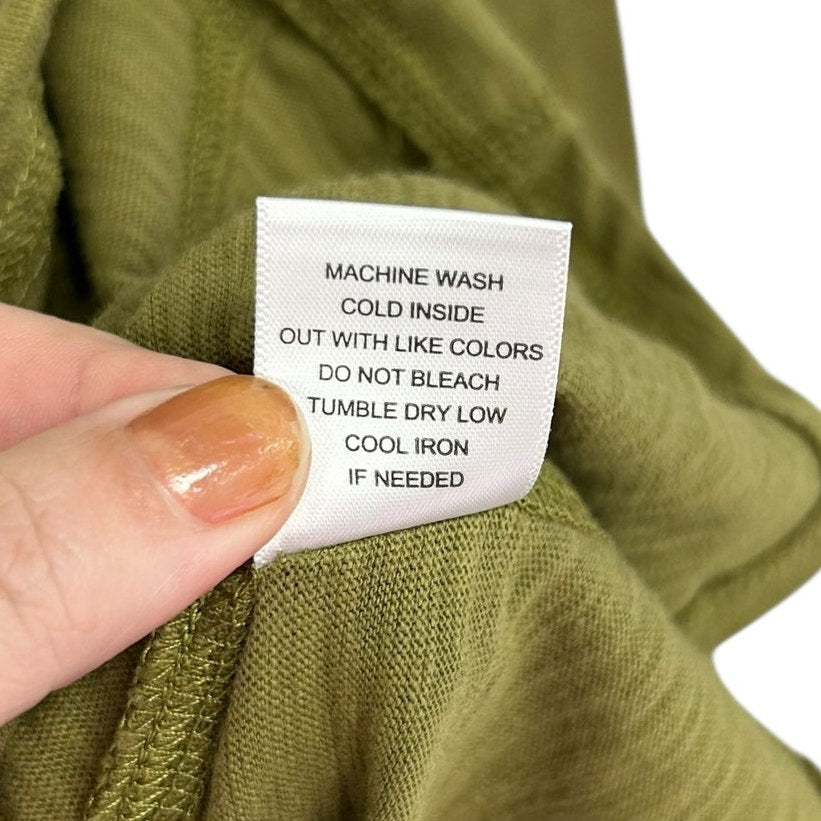 MACHINE WASH
COLD INSIDE
OUT WITH LIKE COLORS
DO NOT BLEACH
TUMBLE DRY LOW
COOL IRON
IF NEEDED